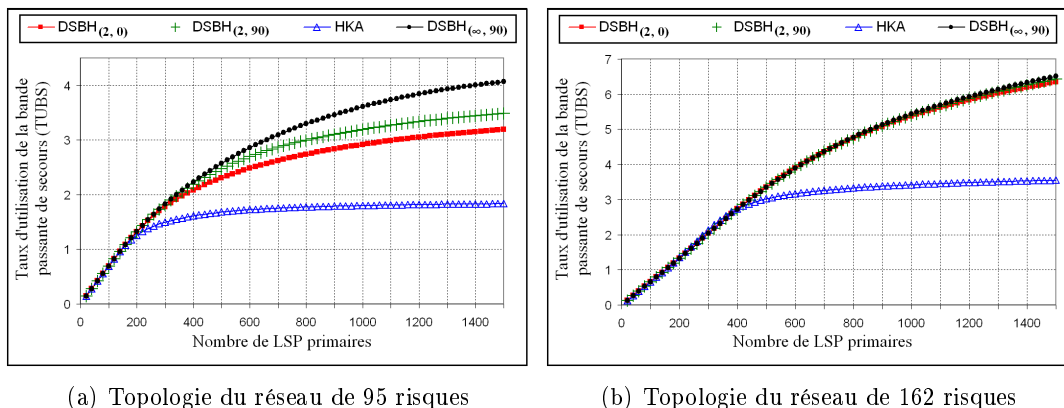 DSBH(2, 0) DSBH(2, 90) HKA DSBH(∞, 90)
Taux d'utilisation de la bande
passante de secours (TUBS)
4
3
2
1
0
0 200 400 600 800 1000 1200 1400
Nombre de LSP primaires
(a) Topologie du réseau de 95 risques
DSBH(2, 0) DSBH(2, 90) HKA DSBH(∞, 90)
Taux d'utilisation de la bande
passante de secours (TUBS)
7
6
5
4
3
2
1
0
0 200 400 600 800 1000 1200 1400
Nombre de LSP primaires
(b) Topologie du réseau de 162 risques